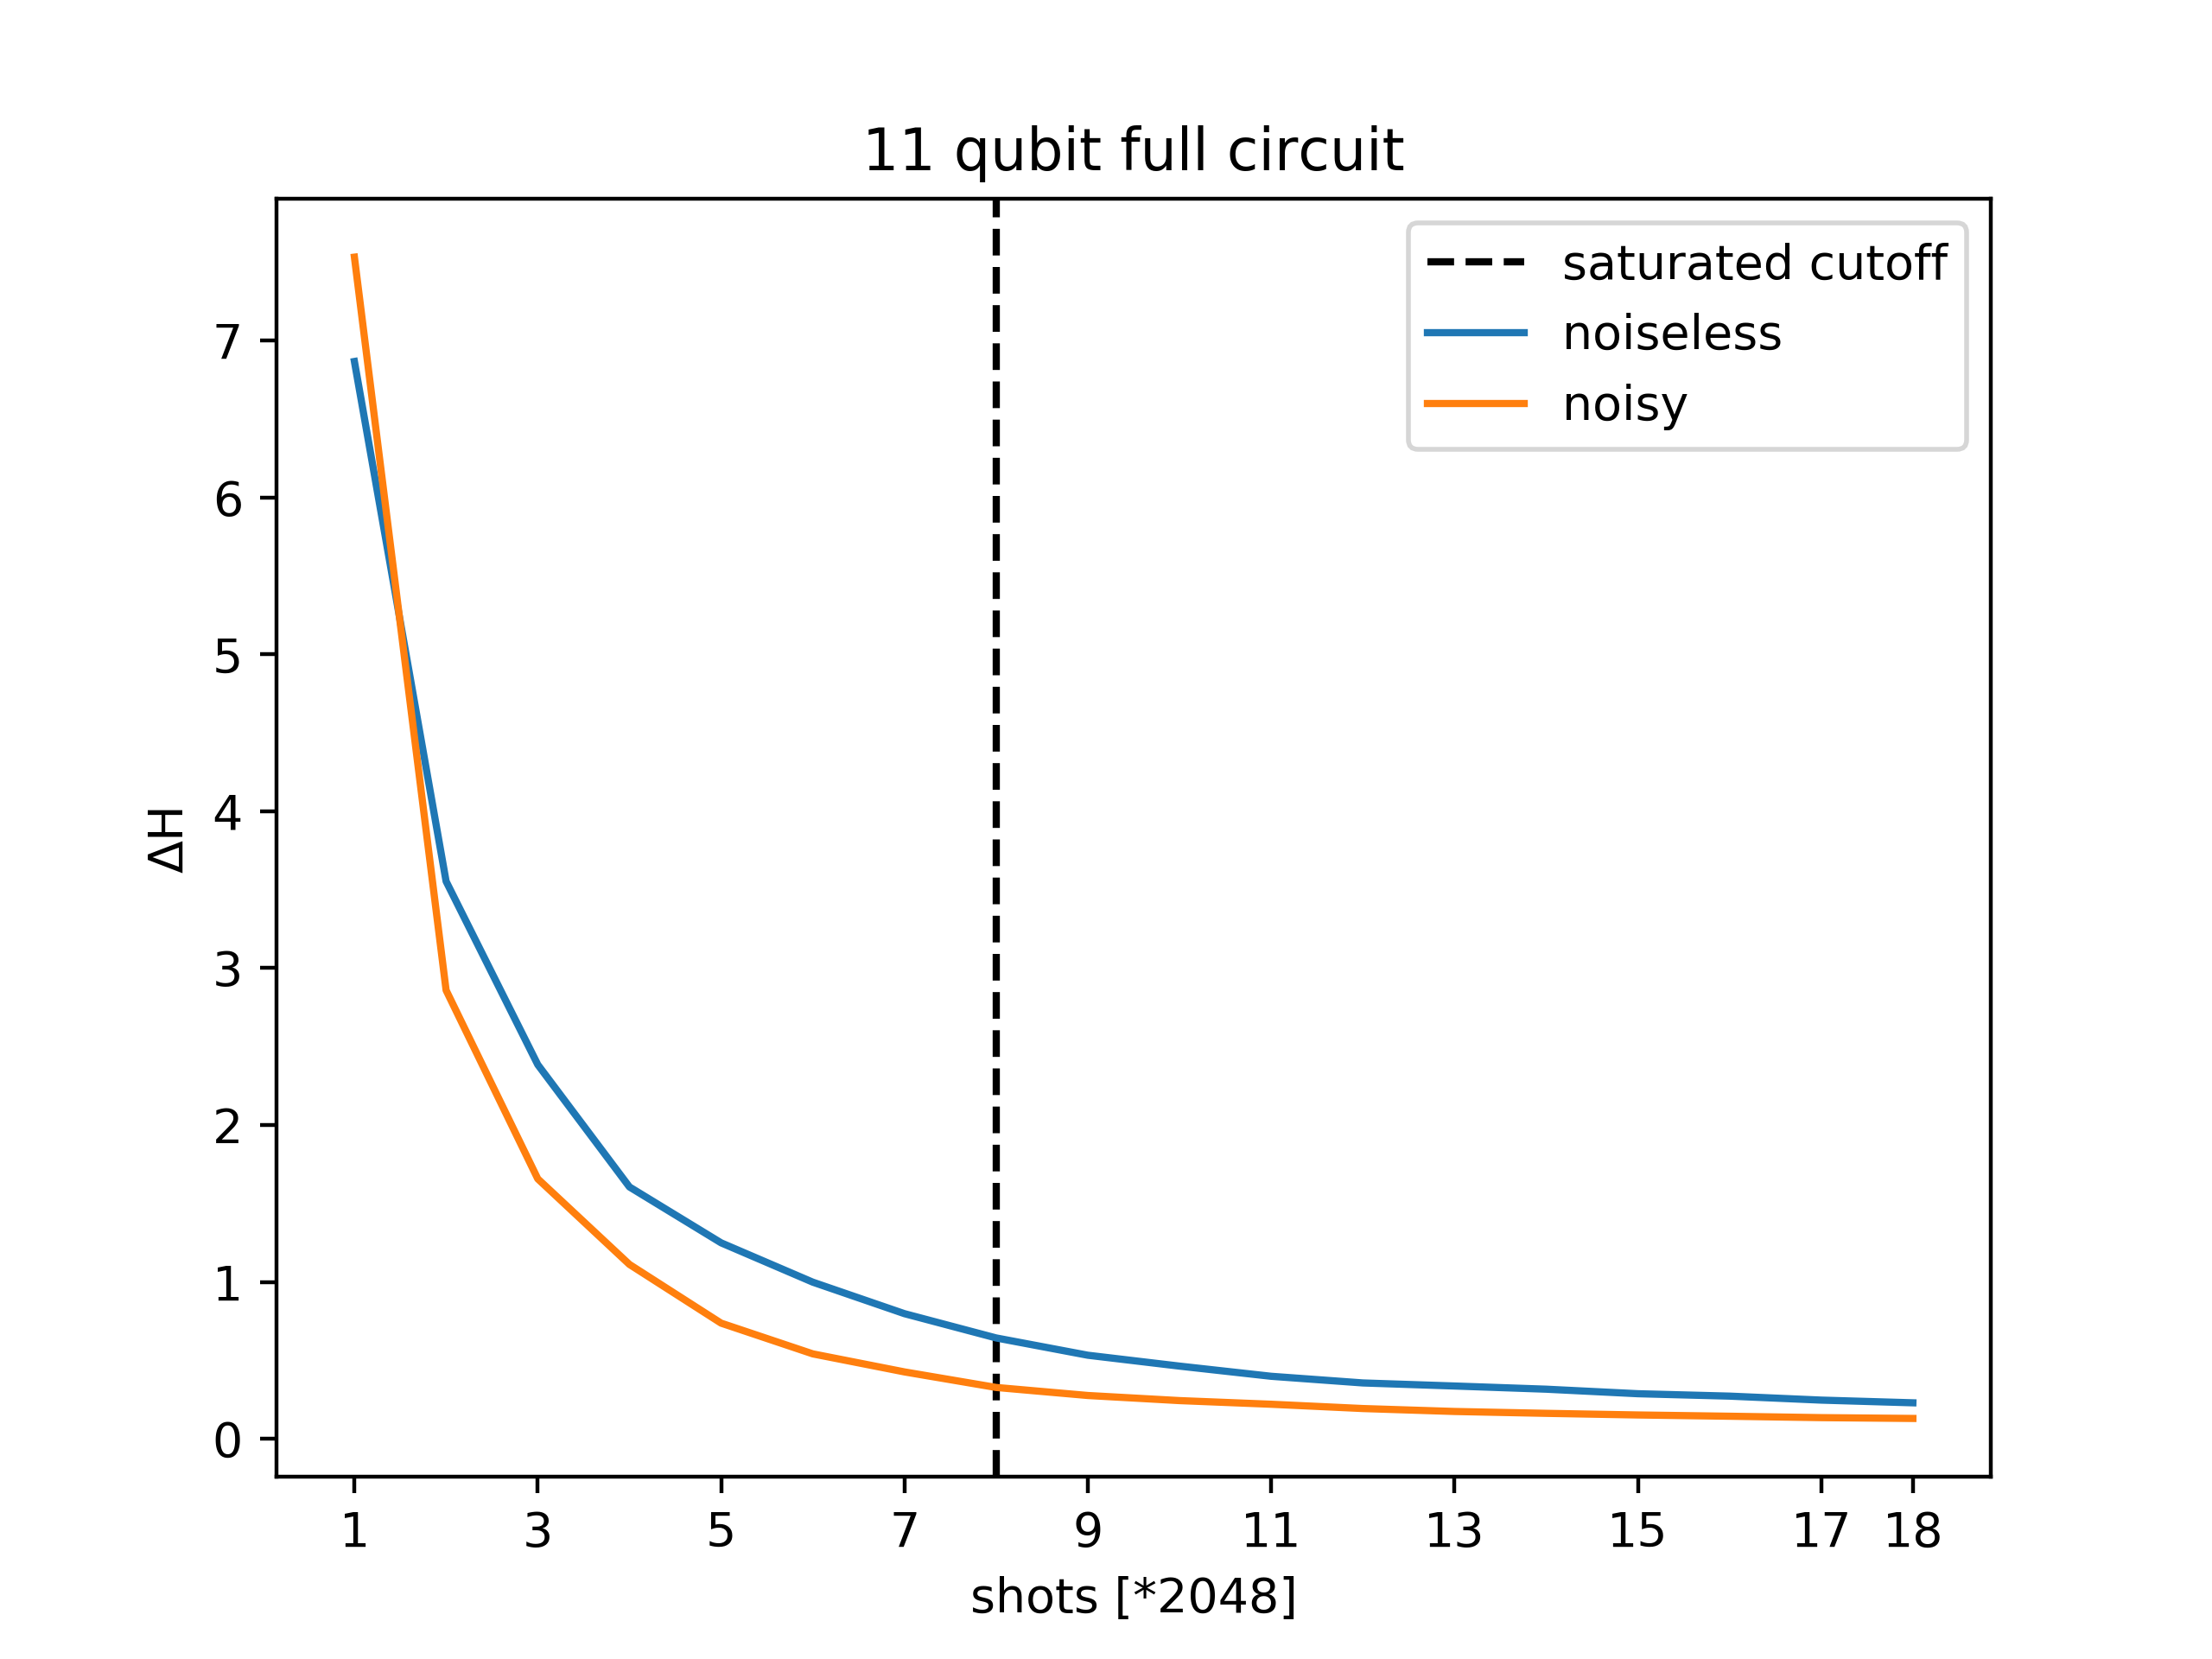 11 qubit full circuit
saturated cutoff
noiseless
noisy
ΔH
7
6
5
4
3
2
1
0
1 3 5 7 9 11 13 15 17 18
shots [*2048]